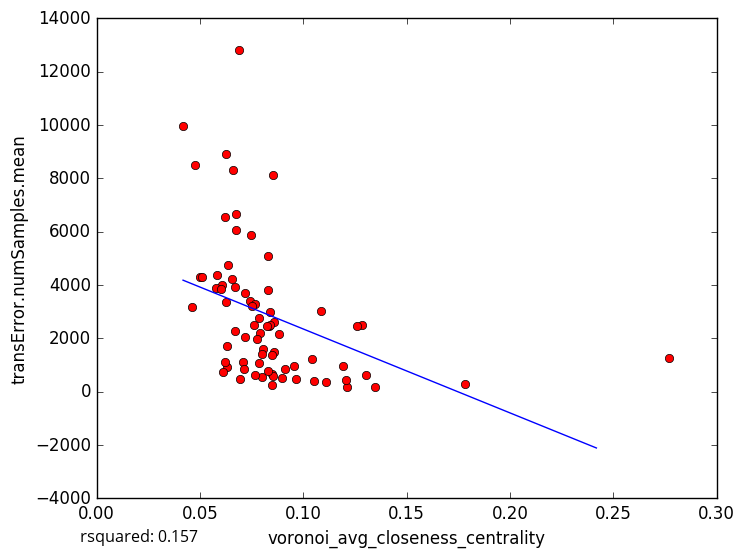 14000
12000
10000
8000
6000
4000
2000
0
−2000
−4000
transError.numSamples.mean
0.00 0.05 0.10 0.15 0.20 0.25 0.30
rsquared: 0.157
voronoi_avg_closeness_centrality